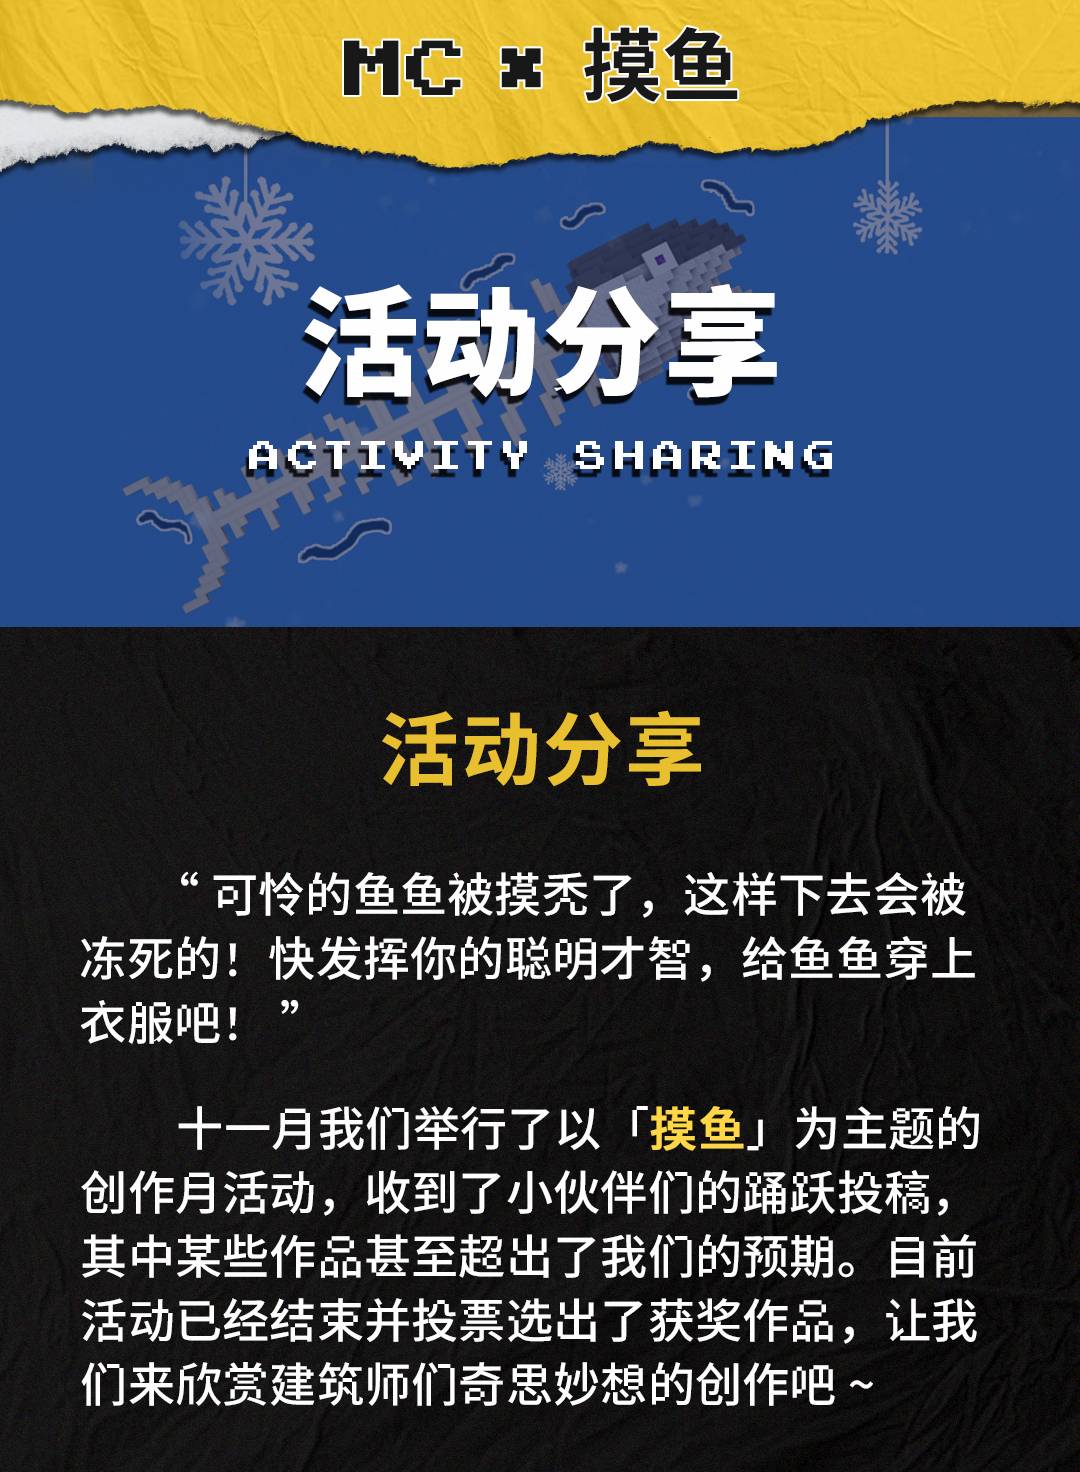 MC × 摸鱼
活动分享
ACTIVITY SHARING
活动分享
“ 可怜的鱼鱼被摸秃了，这样下去会被
冻死的！快发挥你的聪明才智，给鱼鱼穿上
衣服吧！ ”
十一月我们举行了以「摸鱼」为主题的
创作月活动，收到了小伙伴们的踊跃投稿，
其中某些作品甚至超出了我们的预期。目前
活动已经结束并投票选出了获奖作品，让我
们来欣赏建筑师们奇思妙想的创作吧 ~